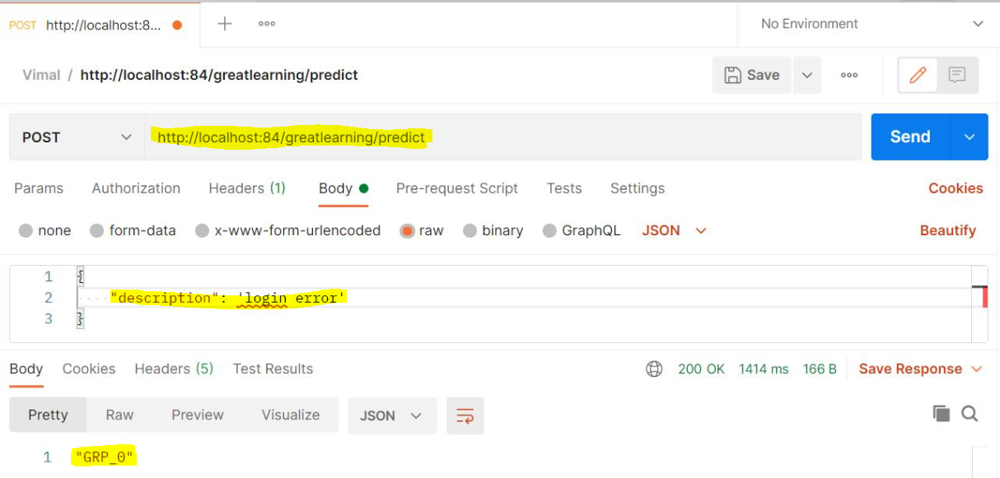 POST http://localhost:8... No Environment
Vimal / http://localhost:84/greatlearning/predict Save
POST http://localhost:84/greatlearning/predict Send
Params Authorization Headers (1) Body Pre-request Script Tests Settings Cookies
none form-data x-www-form-urlencoded raw binary GraphQL JSON Beautify
1 {
2 "description": 'login error'
3 }
Body Cookies Headers (5) Test Results 200 OK 1414 ms 166 B Save Response
Pretty Raw Preview Visualize JSON
1 "GRP_0"